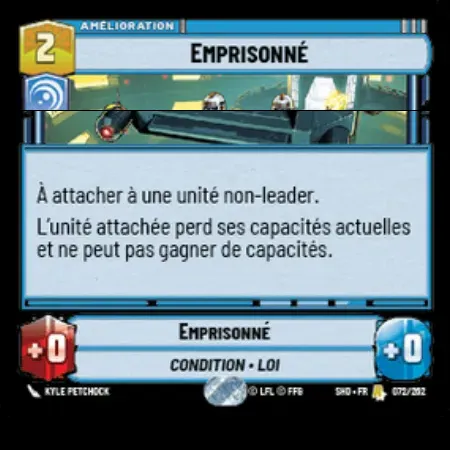 AMÉLIORATION
2
EMPRISONNÉ
À attacher à une unité non-leader.
L'unité attachée perd ses capacités actuelles
et ne peut pas gagner de capacités.
+0
EMPRISONNÉ
+0
CONDITION • LOI
KYLE PETCHOCK
© LFL © FFG
SHD • FR
072/262